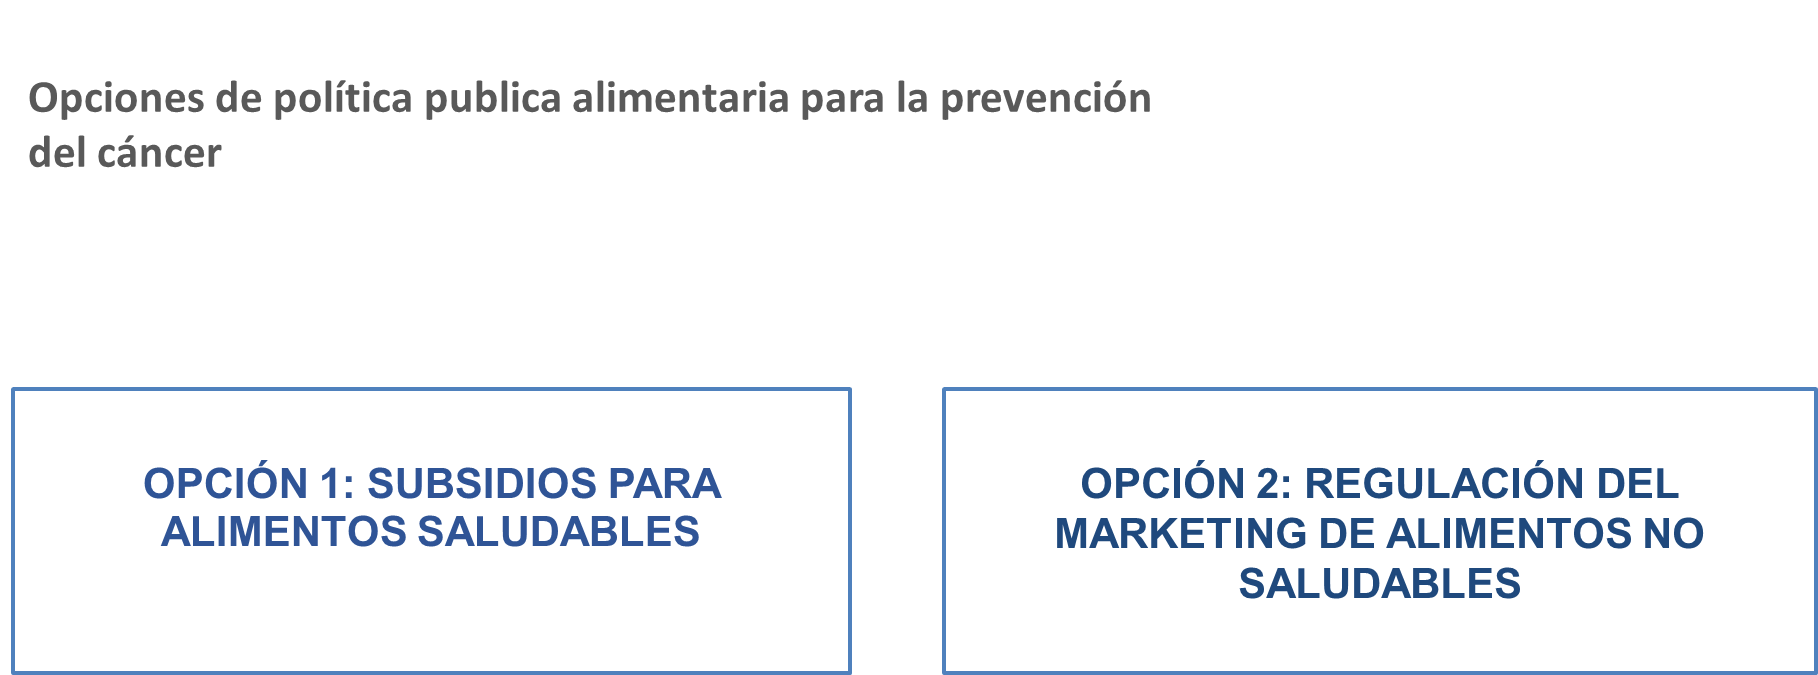 Opciones de política publica alimentaria para la prevención
del cáncer
OPCIÓN 1: SUBSIDIOS PARA
ALIMENTOS SALUDABLES
OPCIÓN 2: REGULACIÓN DEL
MARKETING DE ALIMENTOS NO
SALUDABLES